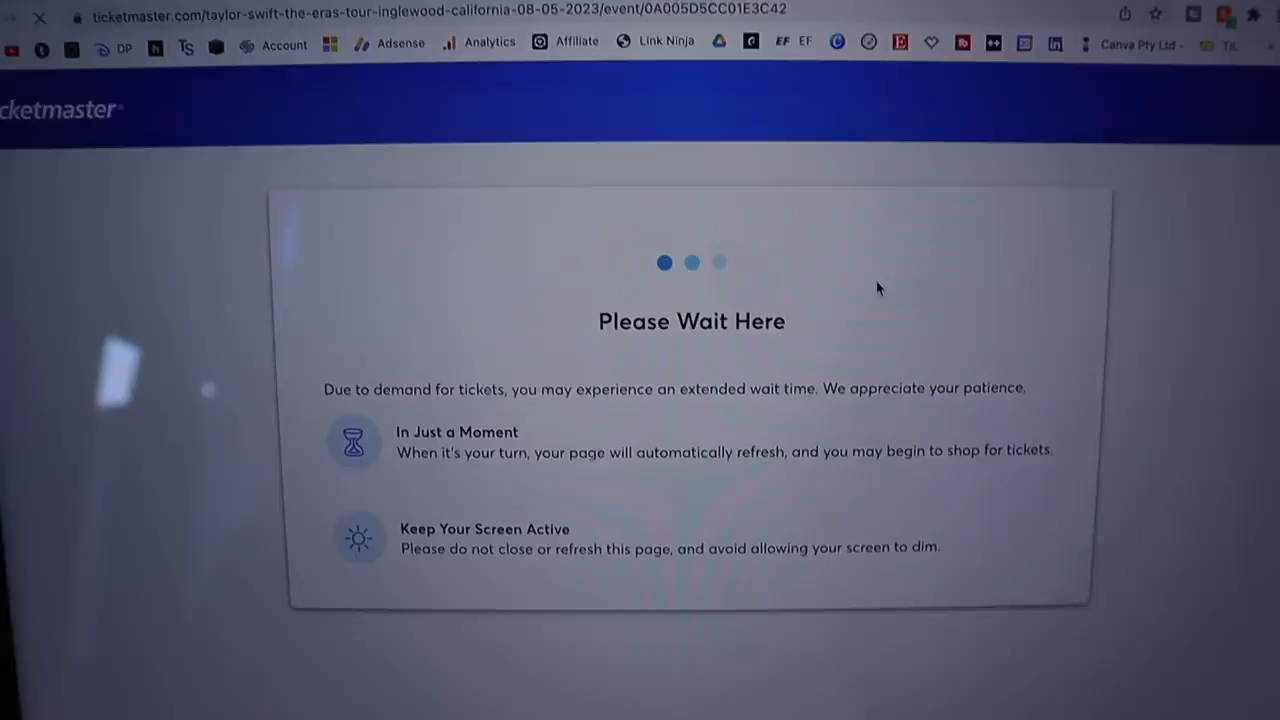 ticketmaster.com/taylor-swift-the-eras-tour-inglewood-california-08-05-2023/event/0A005D5CC01E3C42
DP h TS Account Adsense Analytics Affiliate Link Ninja G EF EF E in Canva Pty Ltd -
cketmaster
Please Wait Here
Due to demand for tickets, you may experience an extended wait time. We appreciate your patience.
In Just a Moment
When it's your turn, your page will automatically refresh, and you may begin to shop for tickets.
Keep Your Screen Active
Please do not close or refresh this page, and avoid allowing your screen to dim.